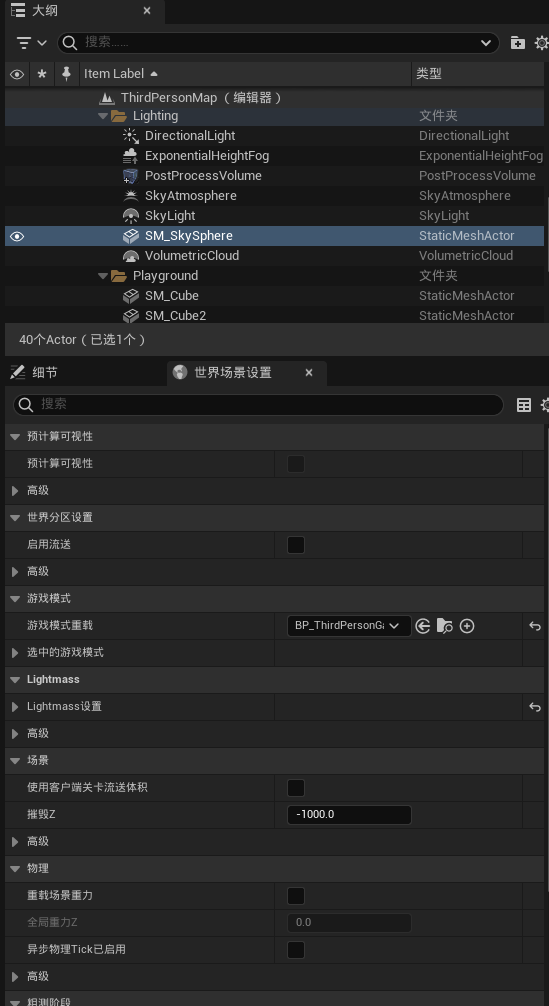 大纲
搜索......
Item Label 类型
ThirdPersonMap（编辑器）
Lighting 文件夹
DirectionalLight DirectionalLight
ExponentialHeightFog ExponentialHeightFog
PostProcessVolume PostProcessVolume
SkyAtmosphere SkyAtmosphere
SkyLight SkyLight
SM_SkySphere StaticMeshActor
VolumetricCloud VolumetricCloud
Playground 文件夹
SM_Cube StaticMeshActor
SM_Cube2 StaticMeshActor
40个Actor（已选1个）
细节 世界场景设置
搜索
预计算可视性
预计算可视性
高级
世界分区设置
启用流送
高级
游戏模式
游戏模式重载 BP_ThirdPersonGa
选中的游戏模式
Lightmass
Lightmass设置
高级
场景
使用客户端关卡流送体积
摧毁Z -1000.0
高级
物理
重载场景重力
全局重力Z 0.0
异步物理Tick已启用
高级
粗测阶段